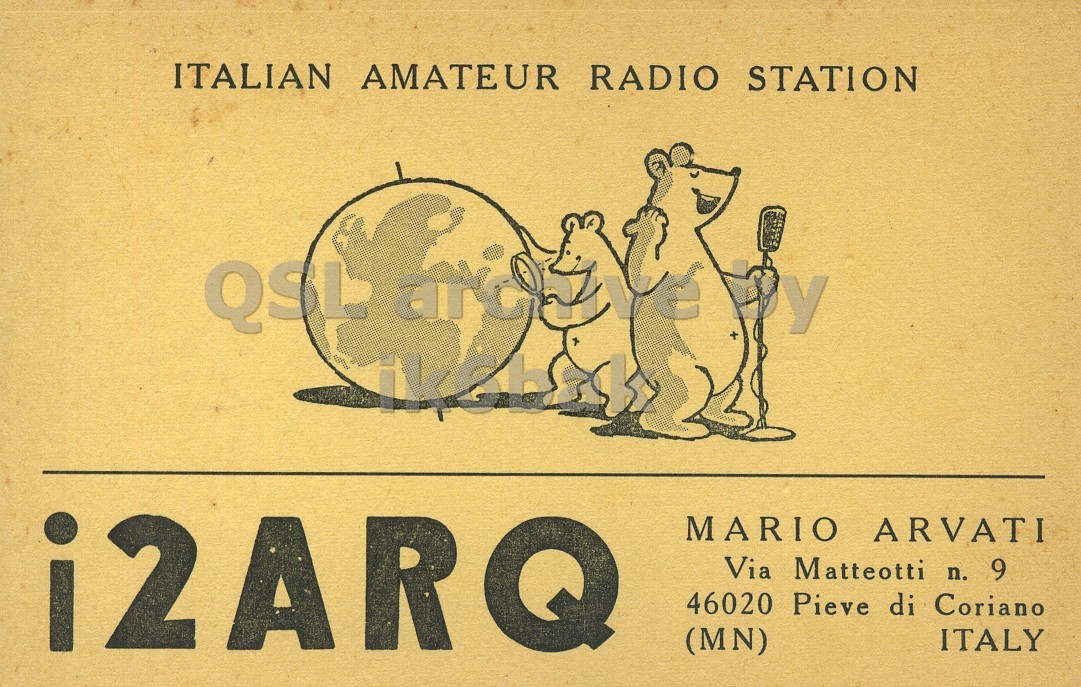 ITALIAN AMATEUR RADIO STATION
QSL archive by
ik6bak
i2ARQ
MARIO ARVATI
Via Matteotti n. 9
46020 Pieve di Coriano
(MN) ITALY